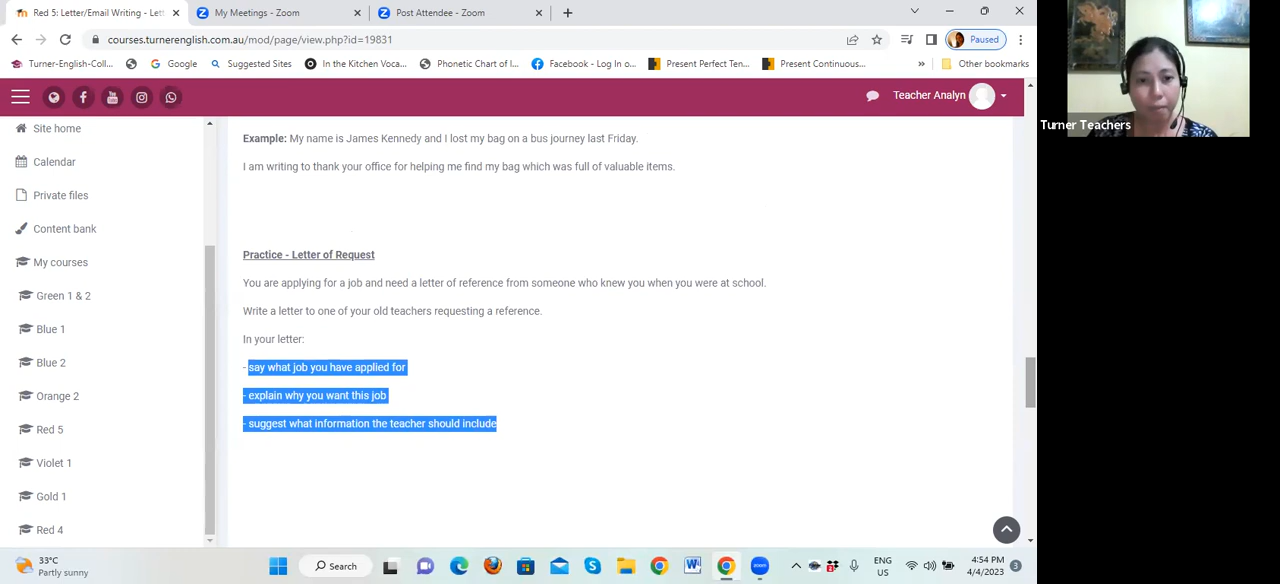 Red 5: Letter/Email Writing - Lett
My Meetings - Zoom
Post Attendee - Zoom
courses.turnerenglish.com.au/mod/page/view.php?id=19831
Paused
Turner-English-Coll...
Google
Suggested Sites
In the Kitchen Voca...
Phonetic Chart of I...
Facebook - Log In o...
Present Perfect Ten...
Present Continuous...
»
Other bookmarks
Teacher Analyn
Turner Teachers
Site home
Calendar
Private files
Content bank
My courses
Green 1 & 2
Blue 1
Blue 2
Orange 2
Red 5
Violet 1
Gold 1
Red 4
Example: My name is James Kennedy and I lost my bag on a bus journey last Friday.
I am writing to thank your office for helping me find my bag which was full of valuable items.
Practice - Letter of Request
You are applying for a job and need a letter of reference from someone who knew you when you were at school.
Write a letter to one of your old teachers requesting a reference.
In your letter:
- say what job you have applied for
- explain why you want this job
- suggest what information the teacher should include
33°C
Partly sunny
Search
ENG
US
4:54 PM
4/4/2023
3